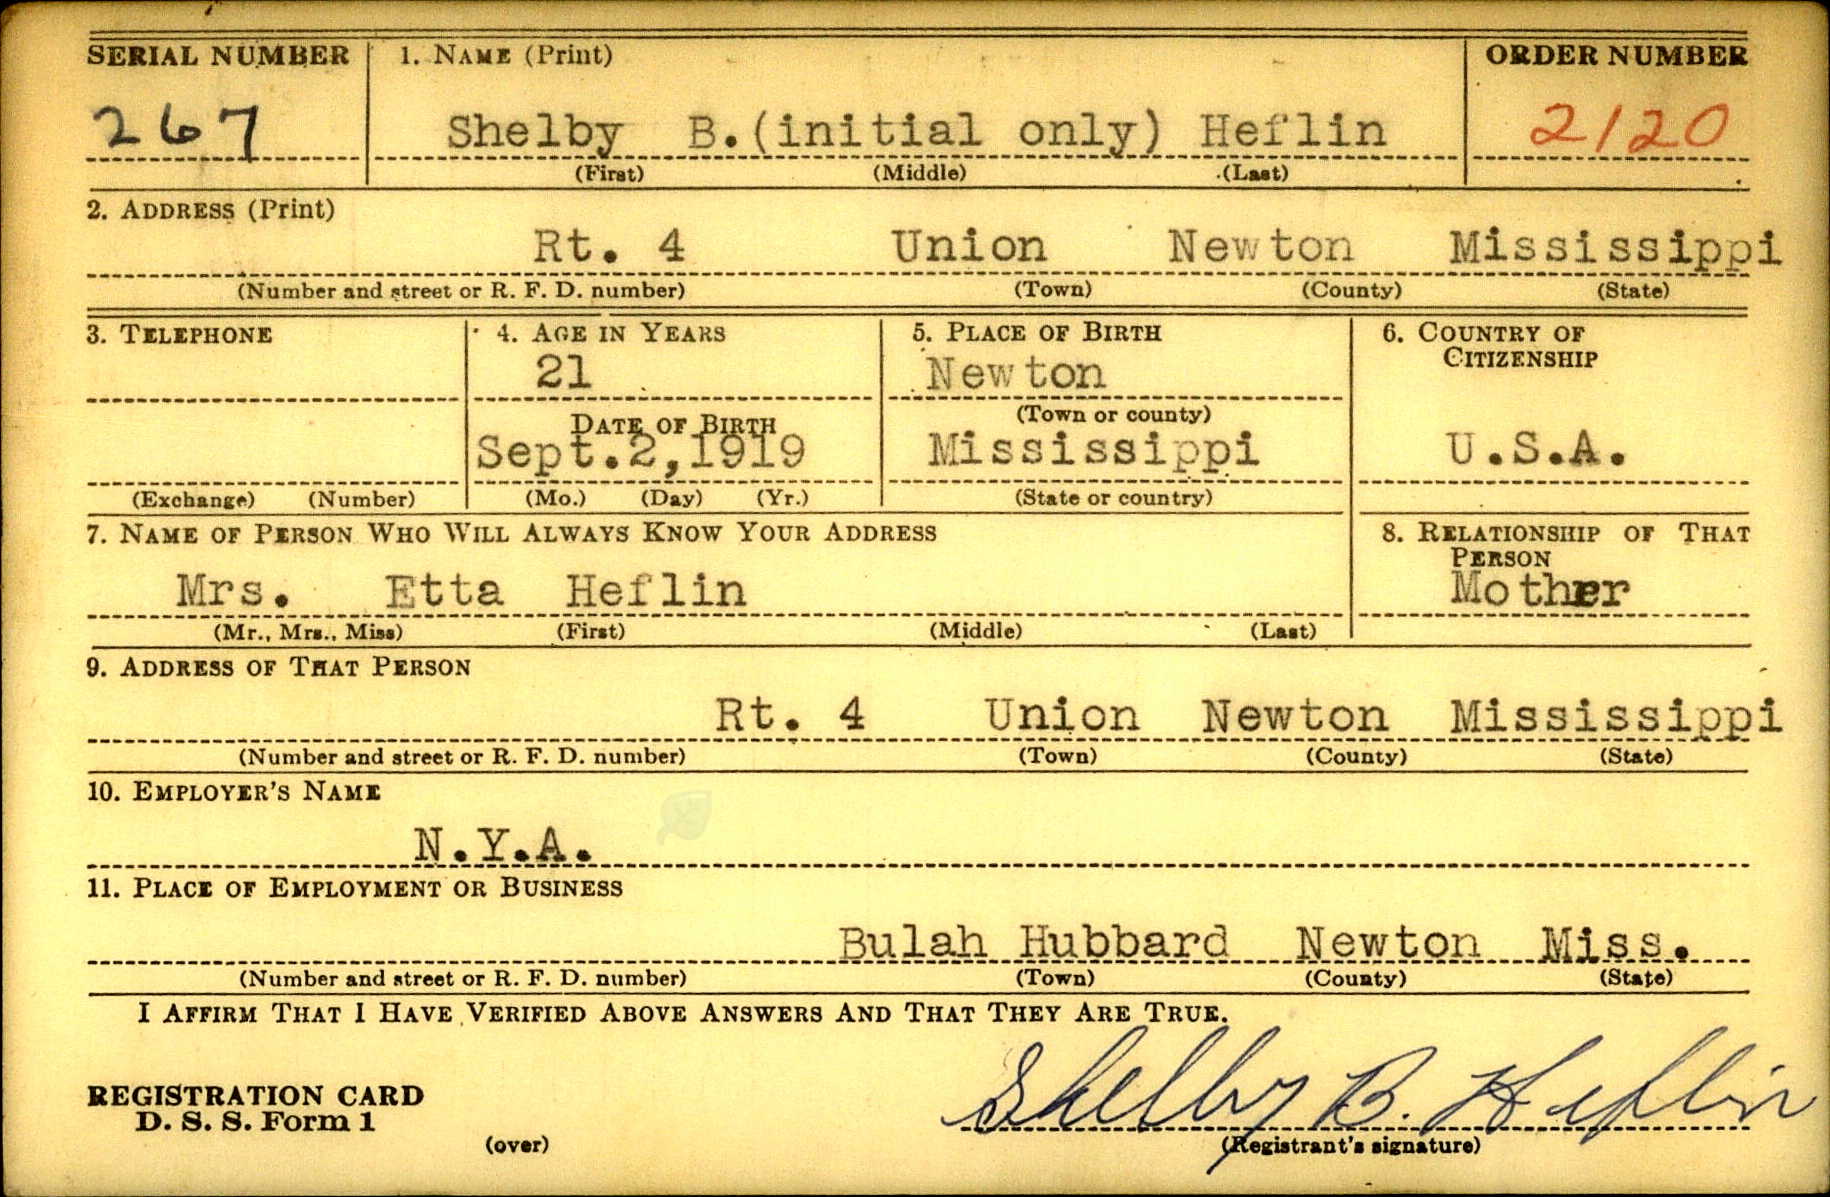 SERIAL NUMBER 1. NAME (Print) ORDER NUMBER
267 Shelby B.(initial only) Heflin 2120
(First) (Middle) (Last)
2. ADDRESS (Print)
Rt. 4 Union Newton Mississippi
(Number and street or R. F. D. number) (Town) (County) (State)
3. TELEPHONE 4. AGE IN YEARS 5. PLACE OF BIRTH 6. COUNTRY OF
CITIZENSHIP
21 Newton
DATE OF BIRTH (Town or county)
Sept.2,1919 Mississippi U.S.A.
(Exchange) (Number) (Mo.) (Day) (Yr.) (State or country)
7. NAME OF PERSON WHO WILL ALWAYS KNOW YOUR ADDRESS 8. RELATIONSHIP OF THAT
PERSON
Mrs. Etta Heflin Mother
(Mr., Mrs., Miss) (First) (Middle) (Last)
9. ADDRESS OF THAT PERSON
Rt. 4 Union Newton Mississippi
(Number and street or R. F. D. number) (Town) (County) (State)
10. EMPLOYER'S NAME
N.Y.A.
11. PLACE OF EMPLOYMENT OR BUSINESS
Bulah Hubbard Newton Miss.
(Number and street or R. F. D. number) (Town) (County) (State)
I AFFIRM THAT I HAVE VERIFIED ABOVE ANSWERS AND THAT THEY ARE TRUE.
Shelby B. Heflin
REGISTRATION CARD
D. S. S. Form 1
(over) (Registrant's signature)